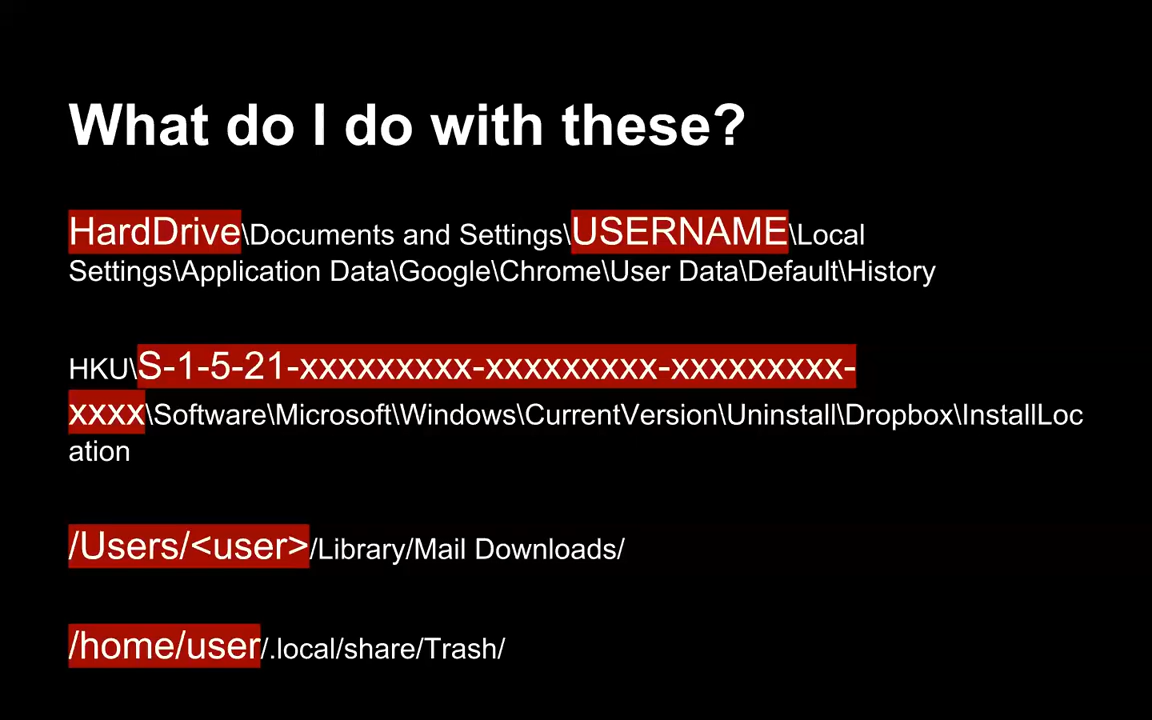 What do I do with these?
HardDrive\Documents and Settings\USERNAME\Local
Settings\Application Data\Google\Chrome\User Data\Default\History
HKU\S-1-5-21-xxxxxxxxx-xxxxxxxxx-xxxxxxxxx-
xxxx\Software\Microsoft\Windows\CurrentVersion\Uninstall\Dropbox\InstallLoc
ation
/Users/<user>/Library/Mail Downloads/
/home/user/.local/share/Trash/